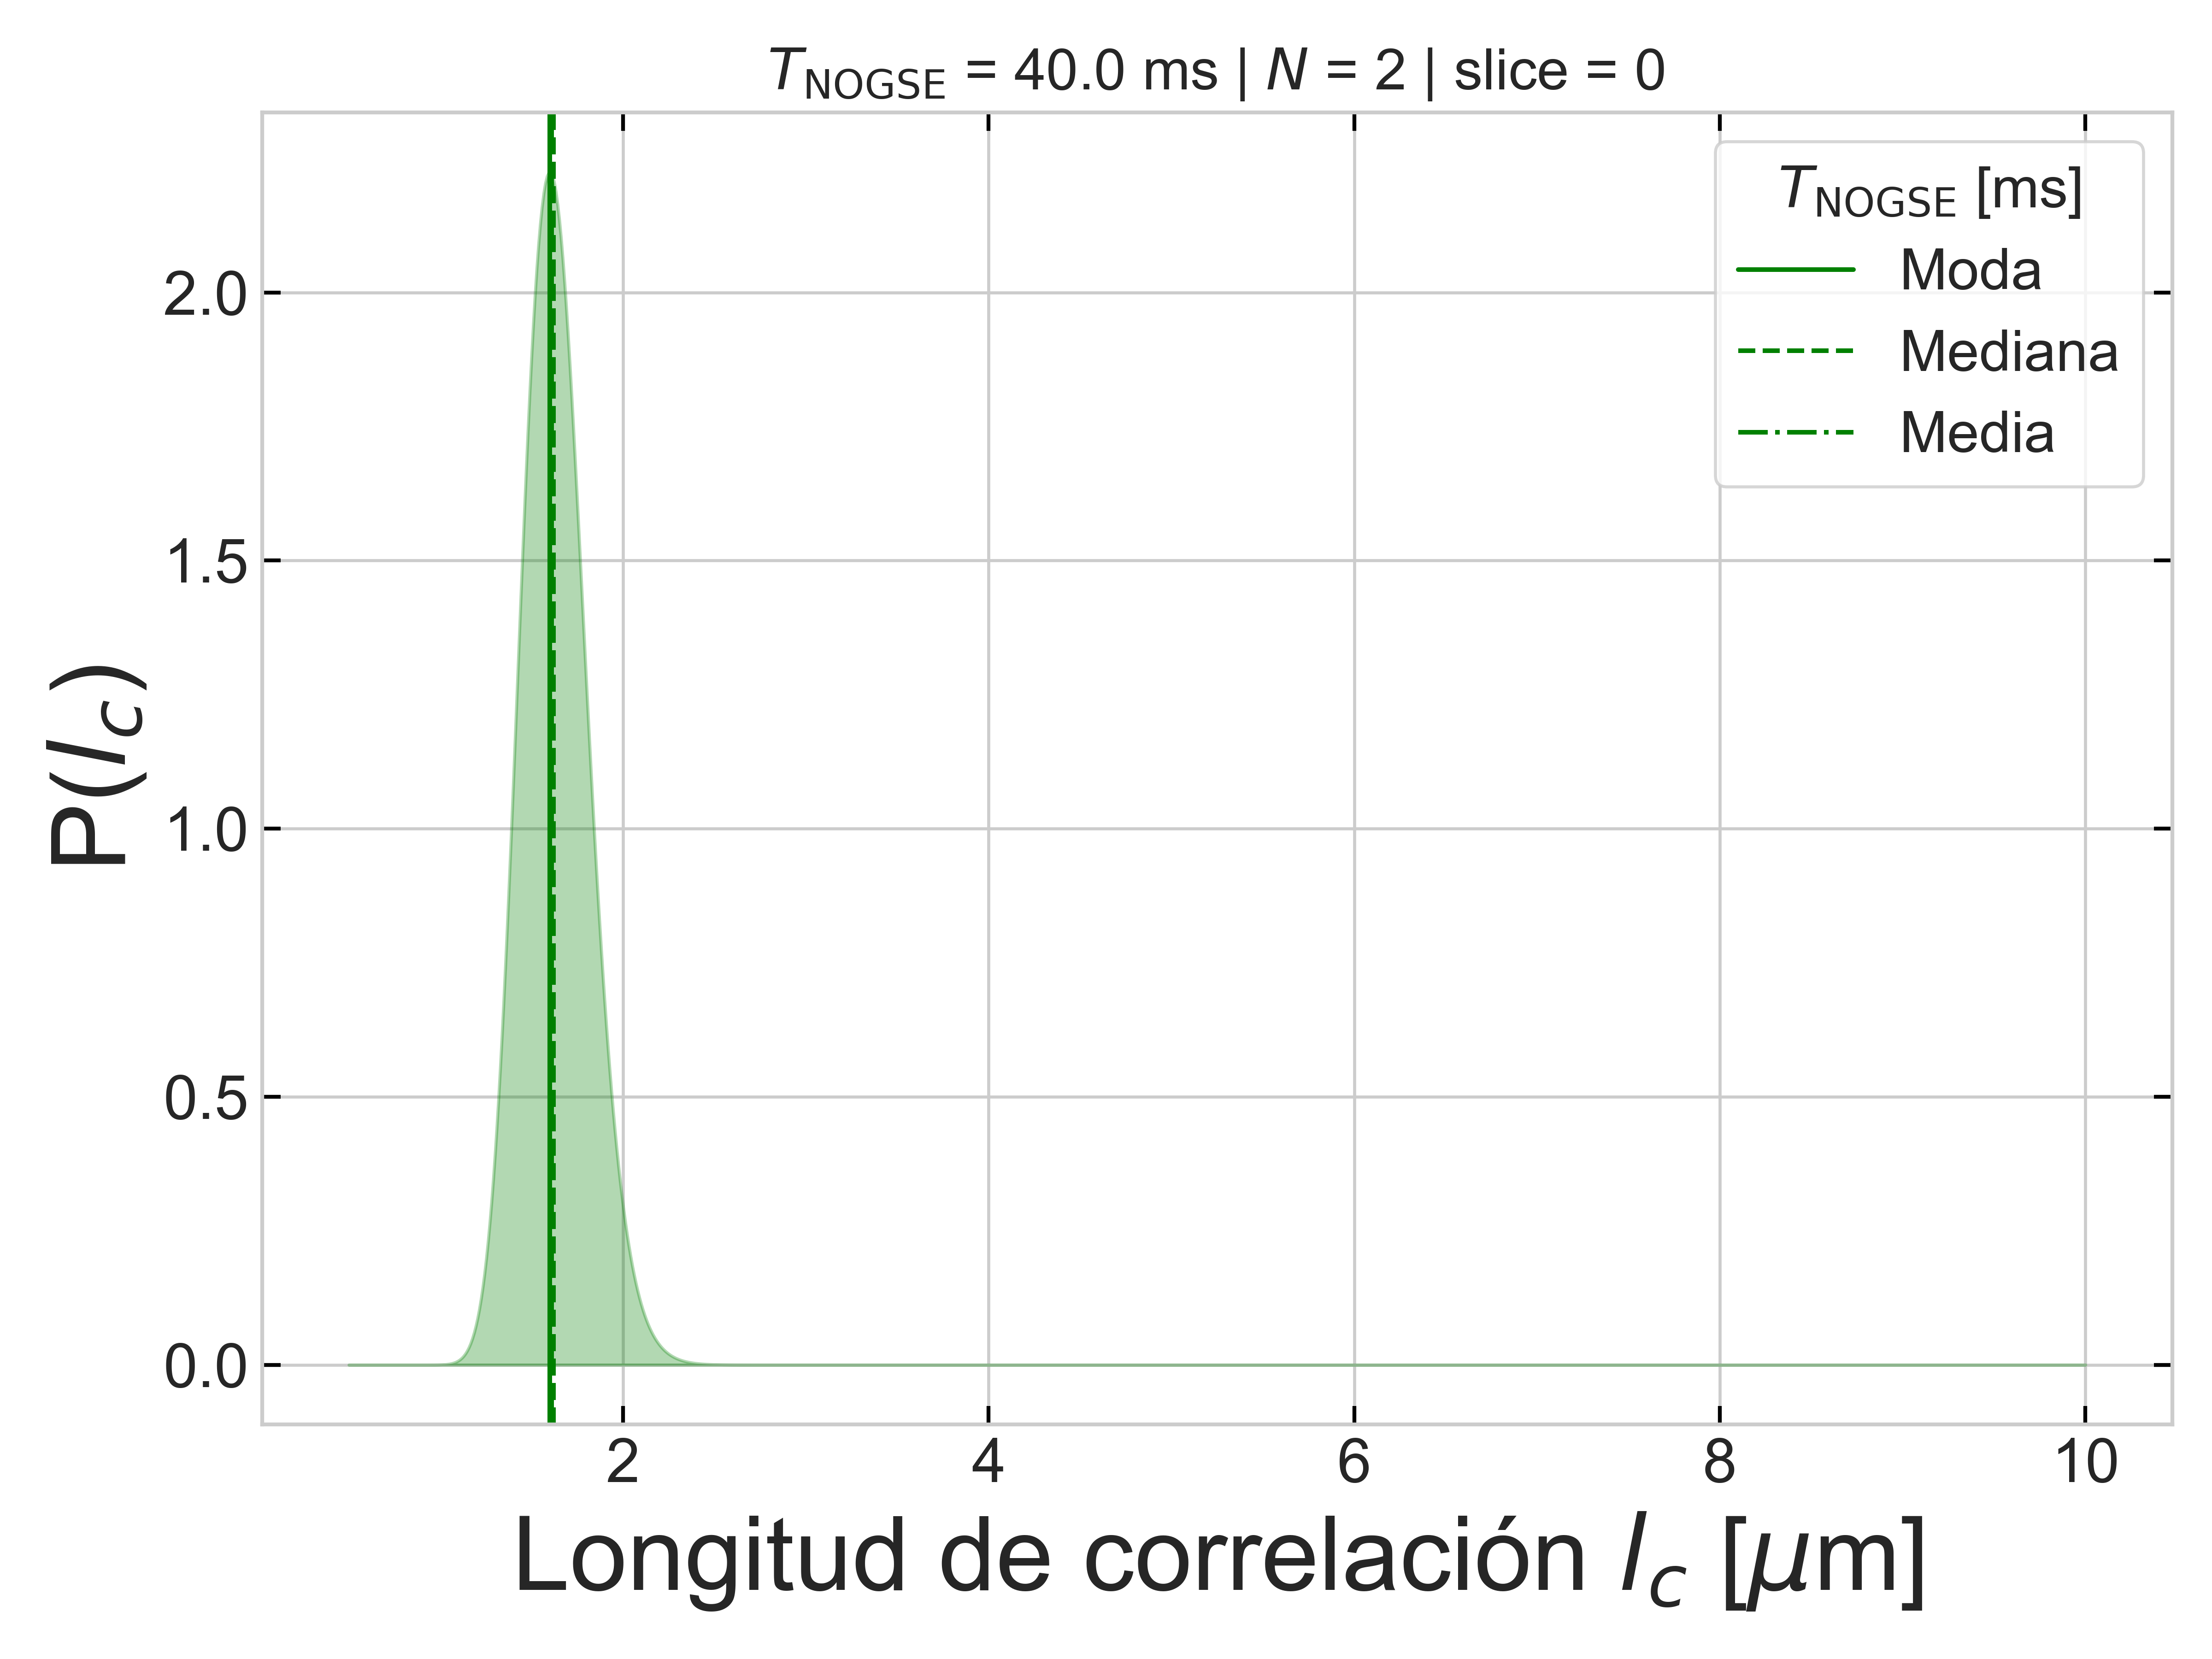 T_NOGSE = 40.0 ms | N = 2 | slice = 0
T_NOGSE [ms]
Moda
Mediana
Media
P(l_c)
2.0
1.5
1.0
0.5
0.0
2 4 6 8 10
Longitud de correlación l_c [μm]